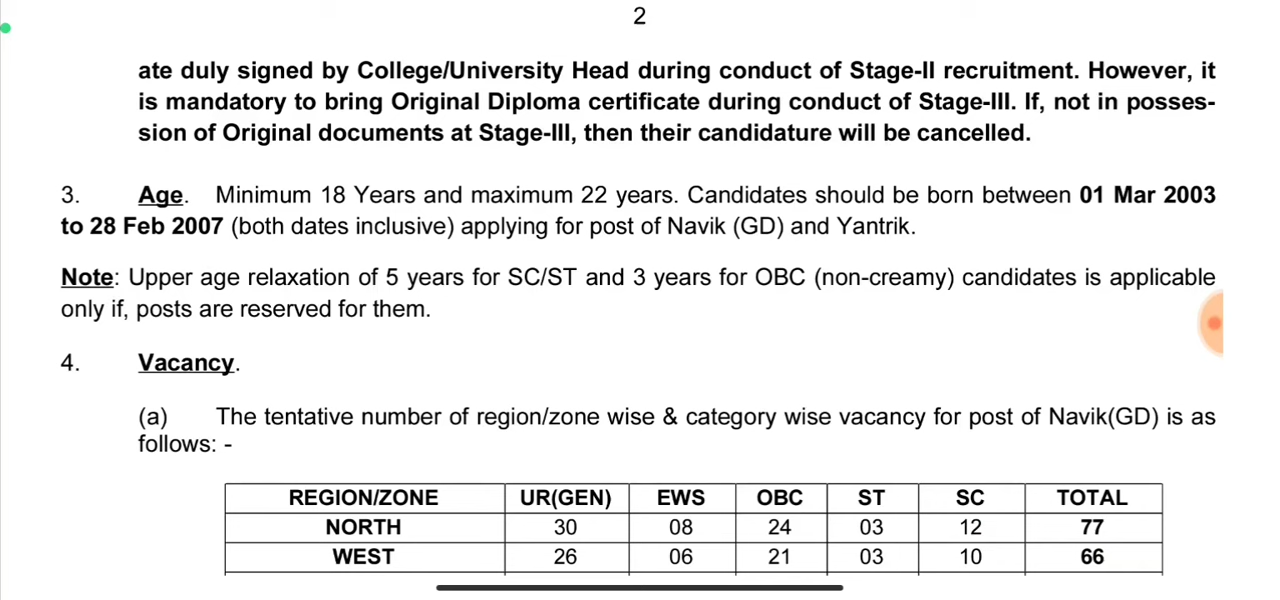 2
ate duly signed by College/University Head during conduct of Stage-II recruitment. However, it
is mandatory to bring Original Diploma certificate during conduct of Stage-III. If, not in posses-
sion of Original documents at Stage-III, then their candidature will be cancelled.
3. Age. Minimum 18 Years and maximum 22 years. Candidates should be born between 01 Mar 2003
to 28 Feb 2007 (both dates inclusive) applying for post of Navik (GD) and Yantrik.
Note: Upper age relaxation of 5 years for SC/ST and 3 years for OBC (non-creamy) candidates is applicable
only if, posts are reserved for them.
4. Vacancy.
(a) The tentative number of region/zone wise & category wise vacancy for post of Navik(GD) is as
follows: -
REGION/ZONE UR(GEN) EWS OBC ST SC TOTAL
NORTH 30 08 24 03 12 77
WEST 26 06 21 03 10 66